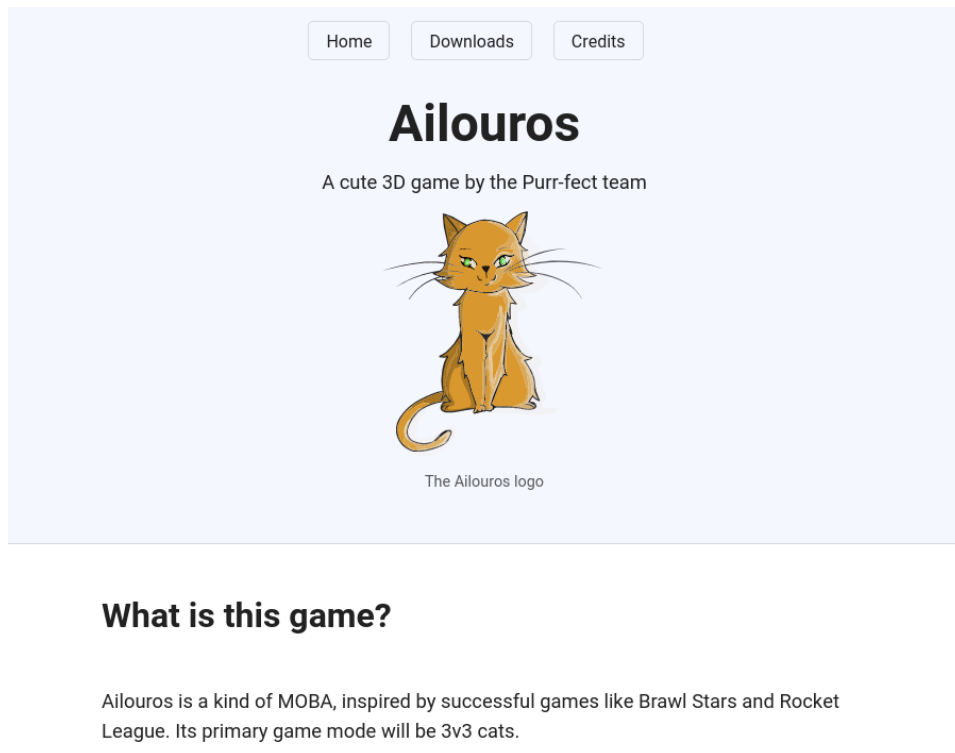 Home Downloads Credits
Ailouros
A cute 3D game by the Purr-fect team
The Ailouros logo
What is this game?
Ailouros is a kind of MOBA, inspired by successful games like Brawl Stars and Rocket
League. Its primary game mode will be 3v3 cats.